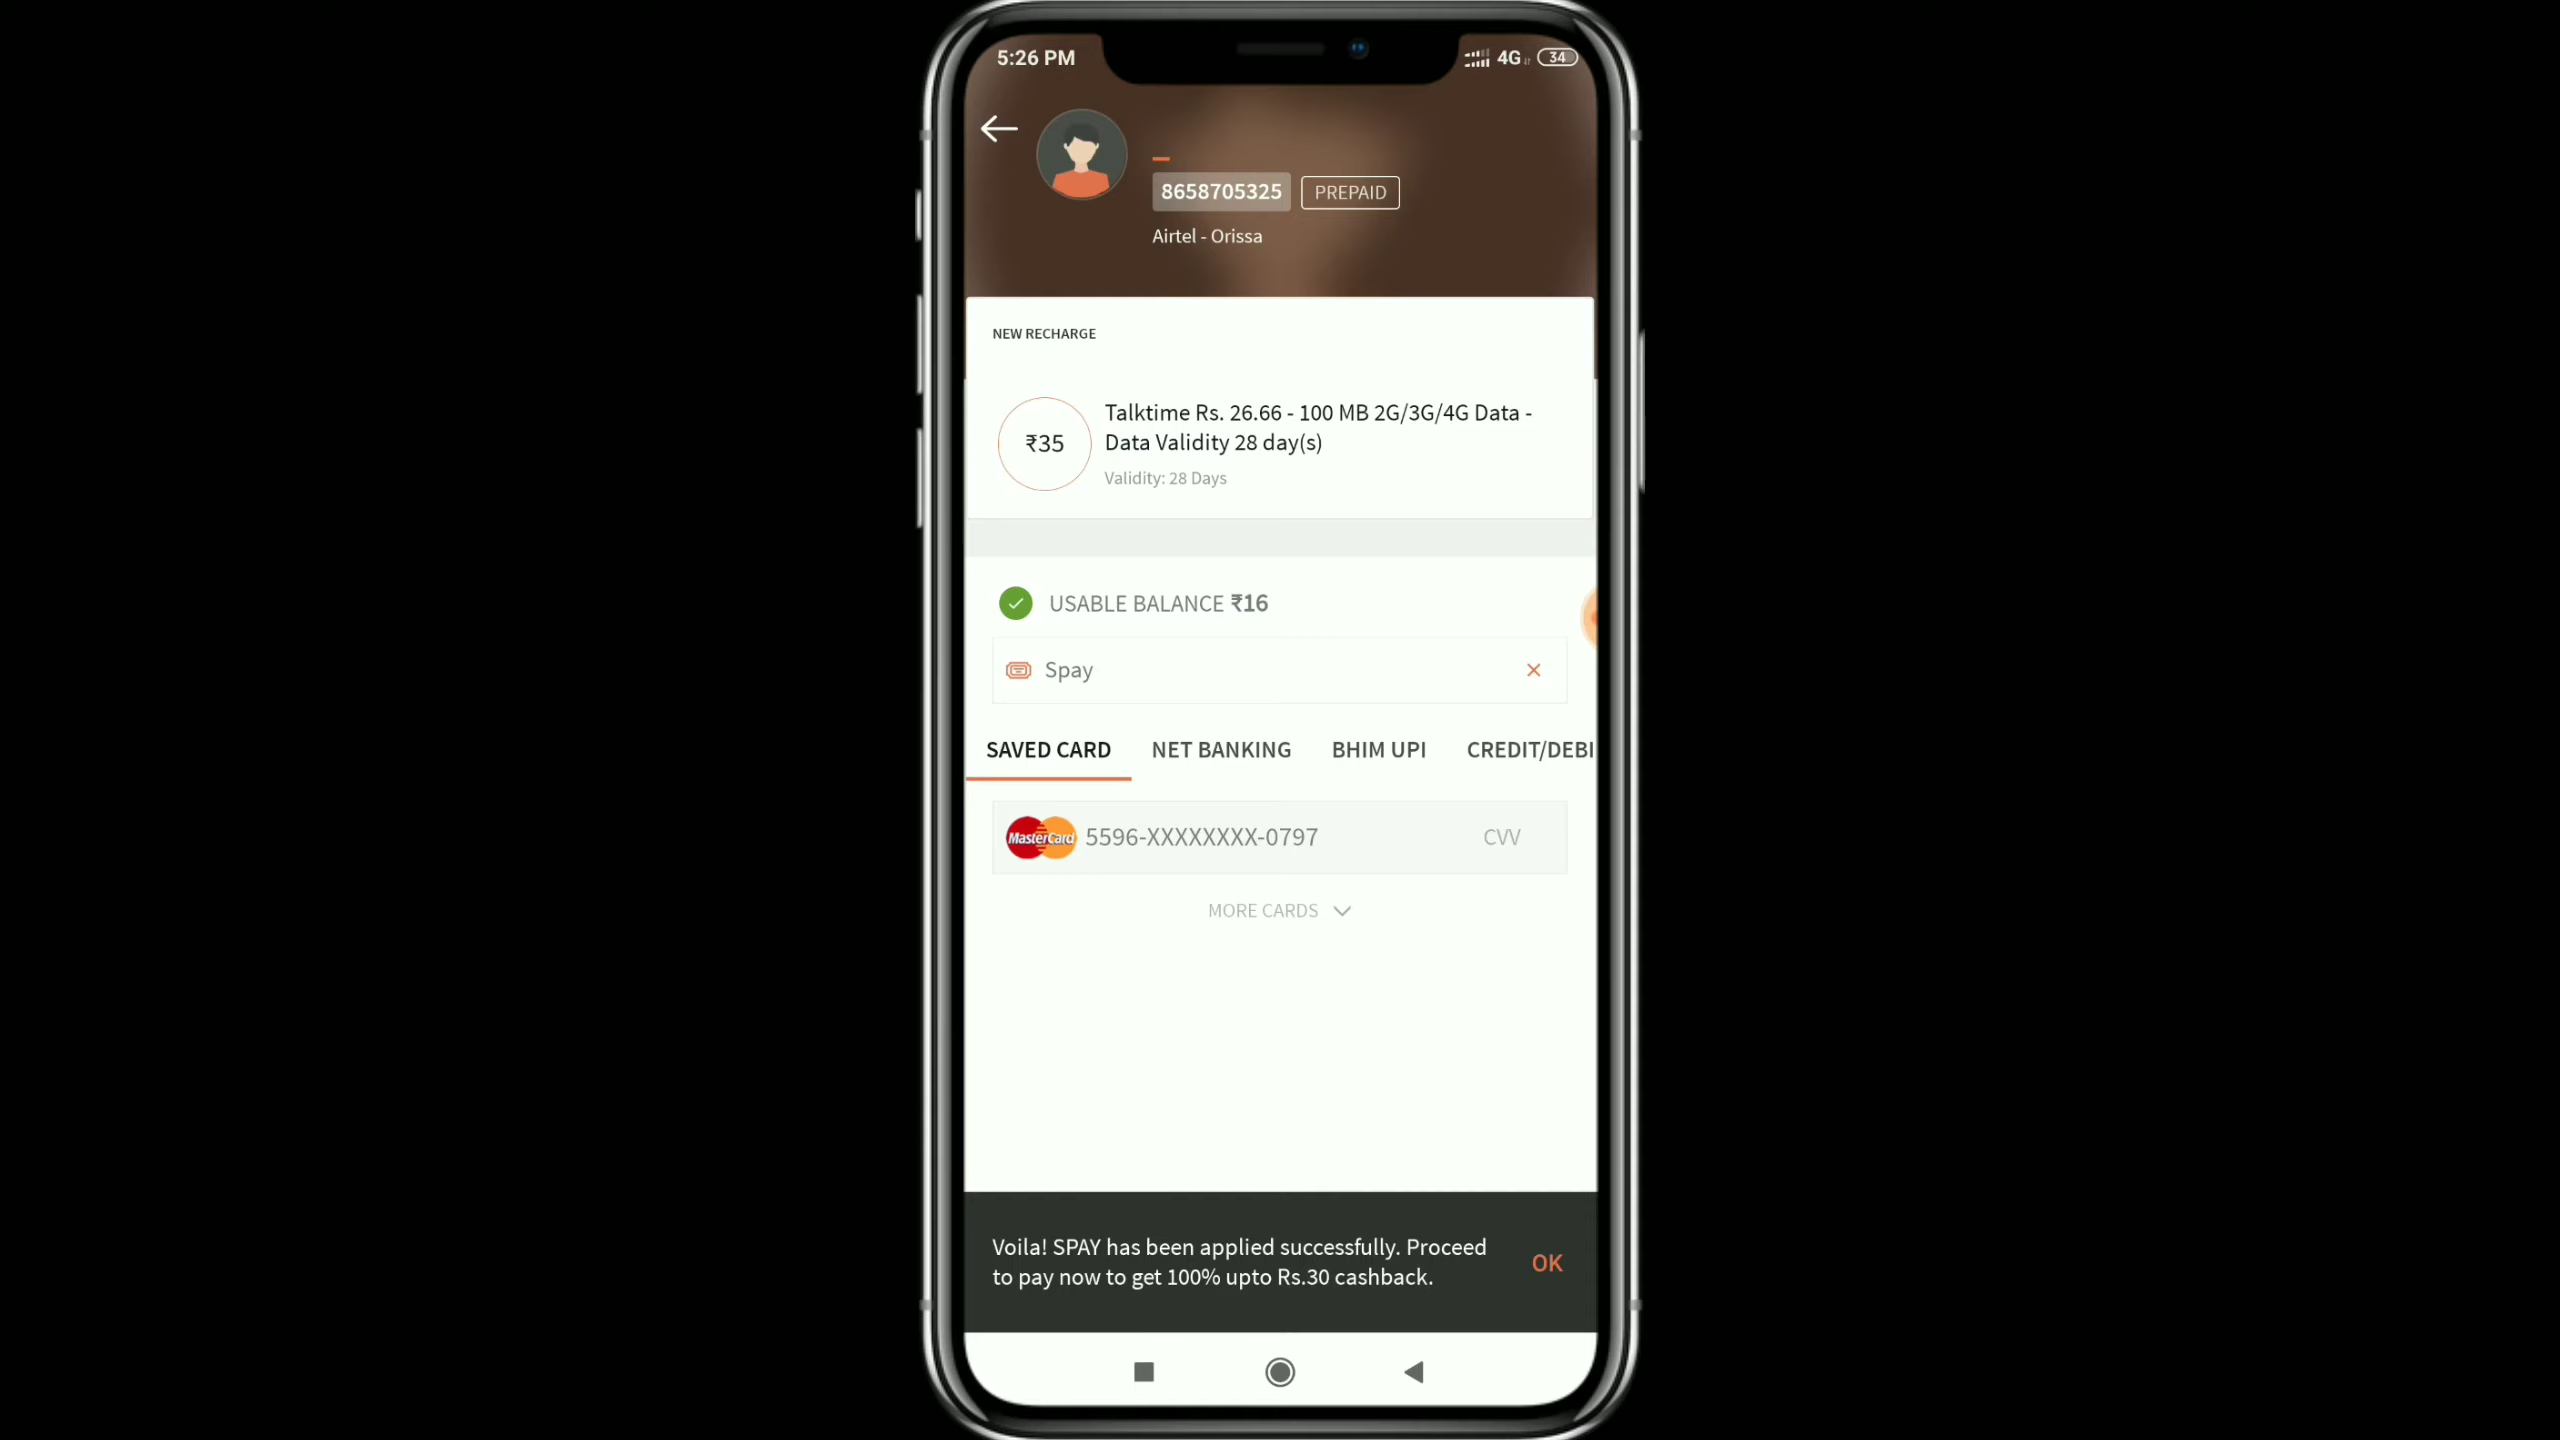 5:26 PM
4G
34
8658705325
PREPAID
Airtel - Orissa
NEW RECHARGE
₹35
Talktime Rs. 26.66 - 100 MB 2G/3G/4G Data -
Data Validity 28 day(s)
Validity: 28 Days
USABLE BALANCE ₹16
Spay
SAVED CARD
NET BANKING
BHIM UPI
CREDIT/DEBI
MasterCard
5596-XXXXXXXX-0797
CVV
MORE CARDS
Voila! SPAY has been applied successfully. Proceed
to pay now to get 100% upto Rs.30 cashback.
OK